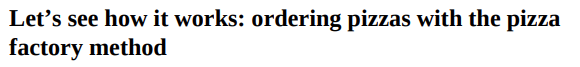 Let’s see how it works: ordering pizzas with the pizza
factory method